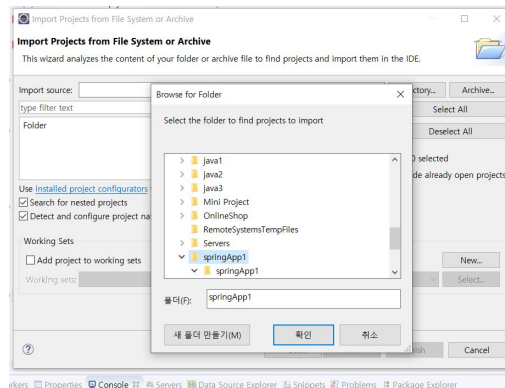 Import Projects from File System or Archive
Import Projects from File System or Archive
This wizard analyzes the content of your folder or archive file to find projects and import them in the IDE.
Import source:
ctory...
Archive...
type filter text
Select All
Folder
Deselect All
selected
de already open projects
Use installed project configurators
Search for nested projects
Detect and configure project na
Working Sets
Add project to working sets
New...
Working sets:
Select...
Cancel
Browse for Folder
Select the folder to find projects to import
java1
java2
java3
Mini Project
OnlineShop
RemoteSystemsTempFiles
Servers
springApp1
springApp1
폴더(F):
springApp1
새 폴더 만들기(M)
확인
취소
rkers
Properties
Console
Servers
Data Source Explorer
Snippets
Problems
Package Explorer